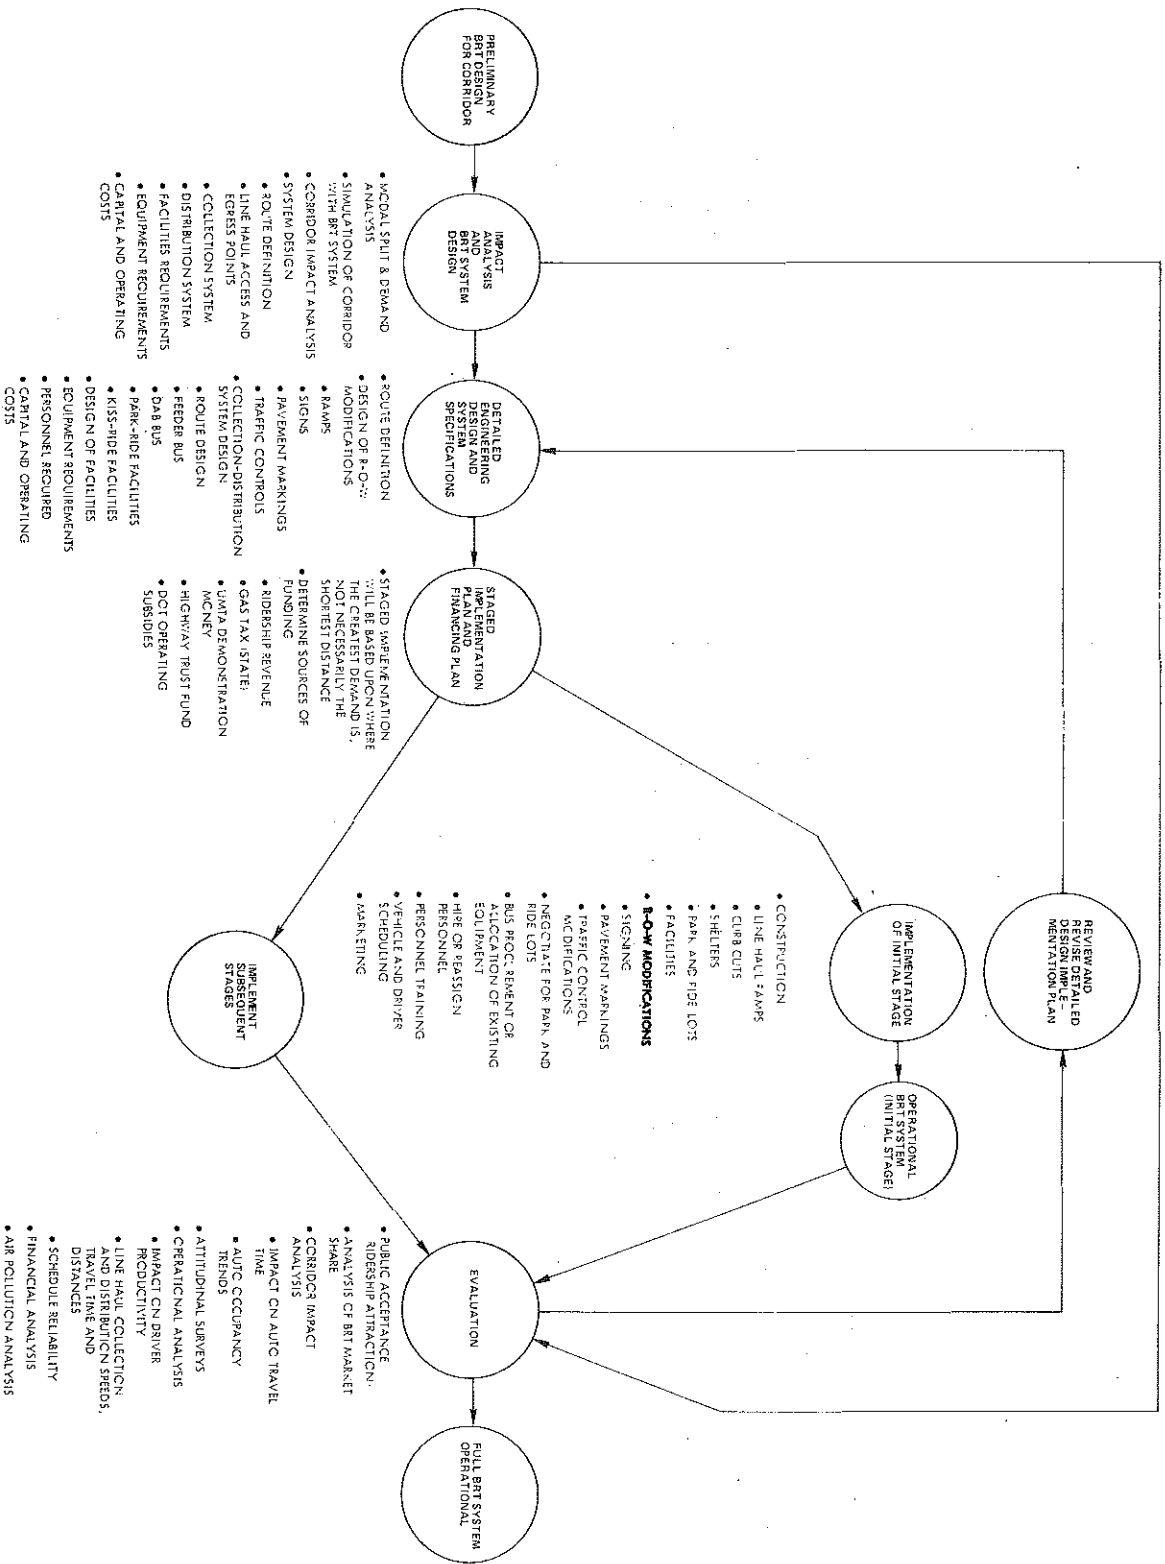 PRELIMINARY
BRT DESIGN
FOR CORRIDOR
IMPACT
ANALYSIS
AND
BRT SYSTEM
DESIGN
• MODAL SPLIT & DEMAND
ANALYSIS
• SIMULATION OF CORRIDOR
WITH BRT SYSTEM
• CORRIDOR IMPACT ANALYSIS
• SYSTEM DESIGN
• ROUTE DEFINITION
• LINE HAUL ACCESS AND
EGRESS POINTS
• COLLECTION SYSTEM
• DISTRIBUTION SYSTEM
• FACILITIES REQUIREMENTS
• EQUIPMENT REQUIREMENTS
• CAPITAL AND OPERATING
COSTS
DETAILED
ENGINEERING
DESIGN AND
SYSTEM
SPECIFICATIONS
• ROUTE DEFINITION
• DESIGN OF R-O-W
MODIFICATIONS
• RAMPS
• SIGNS
• PAVEMENT MARKINGS
• TRAFFIC CONTROLS
• COLLECTION-DISTRIBUTION
SYSTEM DESIGN
• ROUTE DESIGN
• FEEDER BUS
• DAB BUS
• PARK-RIDE FACILITIES
• KISS-RIDE FACILITIES
• DESIGN OF FACILITIES
• EQUIPMENT REQUIREMENTS
• PERSONNEL REQUIRED
• CAPITAL AND OPERATING
COSTS
STAGED
IMPLEMENTATION
PLAN AND
FINANCING PLAN
• STAGED IMPLEMENTATION
WILL BE BASED UPON WHERE
THE GREATEST DEMAND IS,
NOT NECESSARILY THE
SHORTEST DISTANCE
• DETERMINE SOURCES OF
FUNDING
• RIDERSHIP REVENUE
• GAS TAX (STATE)
• UMTA DEMONSTRATION
MONEY
• HIGHWAY TRUST FUND
• DOT OPERATING
SUBSIDIES
REVIEW AND
REVISE DETAILED
DESIGN IMPLE-
MENTATION PLAN
IMPLEMENTATION
OF INITIAL STAGE
OPERATIONAL
BRT SYSTEM
(INITIAL STAGE)
• CONSTRUCTION
• LINE HAUL RAMPS
• CURB CUTS
• SHELTERS
• PARK AND RIDE LOTS
• FACILITIES
• R-O-W MODIFICATIONS
• SIGNING
• PAVEMENT MARKINGS
• TRAFFIC CONTROL
MODIFICATIONS
• NEGOTIATE FOR PARK AND
RIDE LOTS
• BUS PROCUREMENT OR
ALLOCATION OF EXISTING
EQUIPMENT
• HIRE OR REASSIGN
PERSONNEL
• PERSONNEL TRAINING
• VEHICLE AND DRIVER
SCHEDULING
• MARKETING
IMPLEMENT
SUBSEQUENT
STAGES
EVALUATION
• PUBLIC ACCEPTANCE
RIDERSHIP ATTRACTION
• ANALYSIS OF BRT MARKET
SHARE
• CORRIDOR IMPACT
ANALYSIS
• IMPACT ON AUTO TRAVEL
TIME
• AUTO OCCUPANCY
TRENDS
• ATTITUDINAL SURVEYS
• OPERATIONAL ANALYSIS
• IMPACT ON DRIVER
PRODUCTIVITY
• LINE HAUL COLLECTION
AND DISTRIBUTION SPEEDS,
TRAVEL TIME AND
DISTANCES
• SCHEDULE RELIABILITY
• FINANCIAL ANALYSIS
• AIR POLLUTION ANALYSIS
FULL BRT SYSTEM
OPERATIONAL